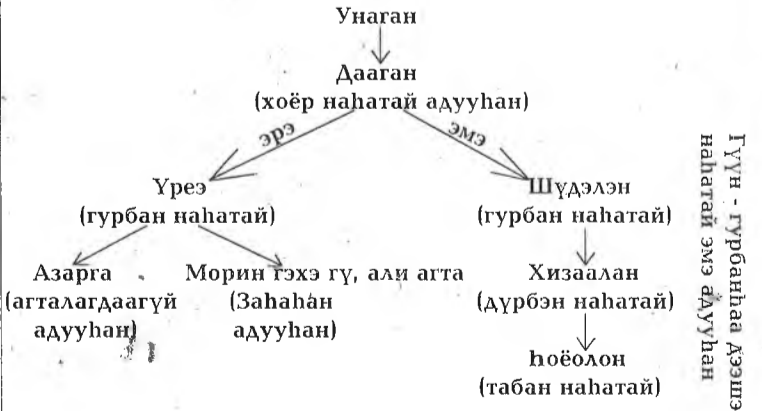 Унаган
Дааган
(хоёр наһатай адууһан)
эрэ
эмэ
Үреэ
(гурбан наһатай)
Шүдэлэн
(гурбан наһатай)
Азарга
(агталагдаагүй
адууһан)
Морин гэхэ гү, али агта
(Заһаһан
адууһан)
Хизаалан
(дүрбэн наһатай)
Һоёолон
(табан наһатай)
Гүүн - гурбанһаа дээшэ
наһатай эмэ адууһан